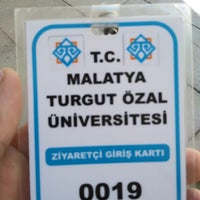 T.C.
MALATYA
TURGUT ÖZAL
ÜNİVERSİTESİ
ZİYARETÇİ GİRİŞ KARTI
0019